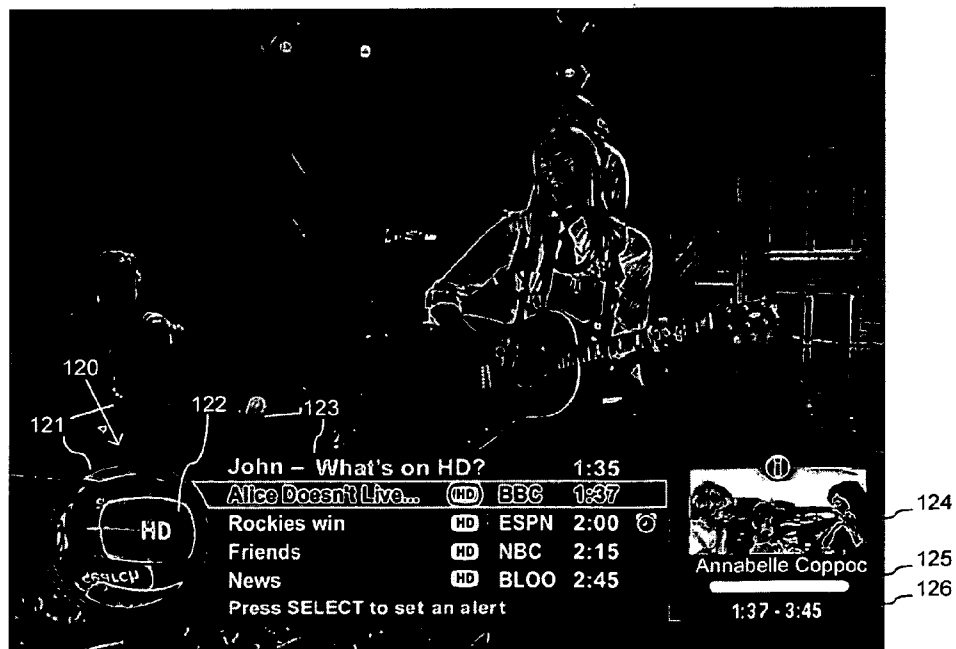 120
121
122
123
John – What's on HD? 1:35
Alice Doesn't Live... HD BBC 1:37
Rockies win HD ESPN 2:00
Friends HD NBC 2:15
News HD BLOO 2:45
Press SELECT to set an alert
HD
search
Annabelle Coppoc
1:37 - 3:45
124
125
126